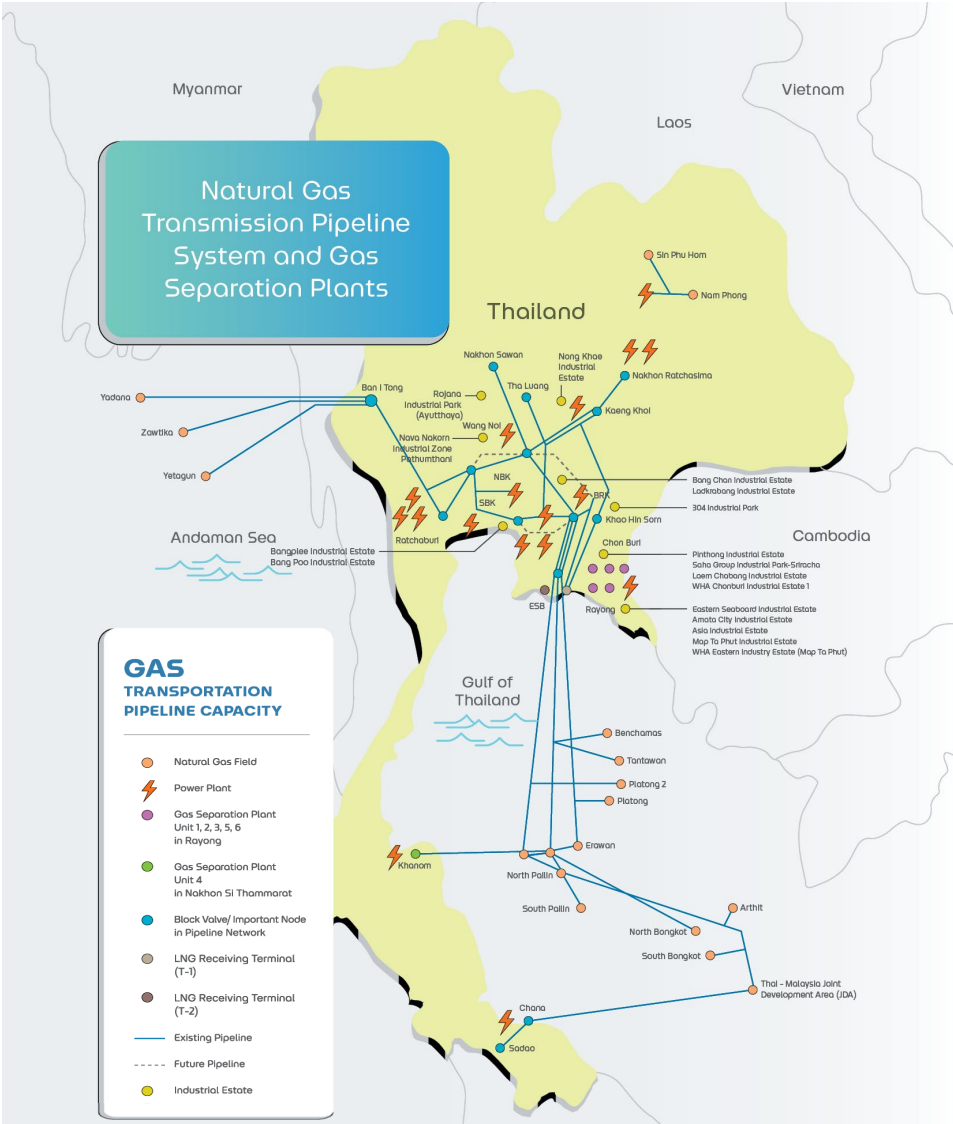 Myanmar
Vietnam
Laos
Natural Gas
Transmission Pipeline
System and Gas
Separation Plants
Sin Phu Hom
Nam Phong
Thailand
Nakhon Sawan
Nong Khae
Industrial
Estate
Nakhon Ratchasima
Tha Luang
Ban I Tong
Rojana
Industrial Park
(Ayutthaya)
Yadana
Kaeng Khoi
Zawtika
Wang Noi
Nava Nakorn
Industrial Zone
Pathumthani
Yetagun
NBK
SBK
BRK
Bang Chan Industrial Estate
Ladkrabang Industrial Estate
304 Industrial Park
Khao Hin Sorn
Ratchaburi
Andaman Sea
Cambodia
Chon Buri
Bangplee Industrial Estate
Bang Poo Industrial Estate
Pinthong Industrial Estate
Saha Group Industrial Park-Sriracha
Laem Chabang Industrial Estate
WHA Chonburi Industrial Estate 1
ESB
Rayong
Eastern Seaboard Industrial Estate
Amata City Industrial Estate
Asia Industrial Estate
Map Ta Phut Industrial Estate
WHA Eastern Industry Estate (Map Ta Phut)
Gulf of
Thailand
Benchamas
Tantawan
Platong 2
Platong
Erawan
Khanom
North Pailin
South Pailin
Arthit
North Bongkot
South Bongkot
Thai - Malaysia Joint
Development Area (JDA)
Chana
Sadao
GAS
TRANSPORTATION
PIPELINE CAPACITY
Natural Gas Field
Power Plant
Gas Separation Plant
Unit 1, 2, 3, 5, 6
in Rayong
Gas Separation Plant
Unit 4
in Nakhon Si Thammarat
Block Valve/ Important Node
in Pipeline Network
LNG Receiving Terminal
(T-1)
LNG Receiving Terminal
(T-2)
Existing Pipeline
Future Pipeline
Industrial Estate